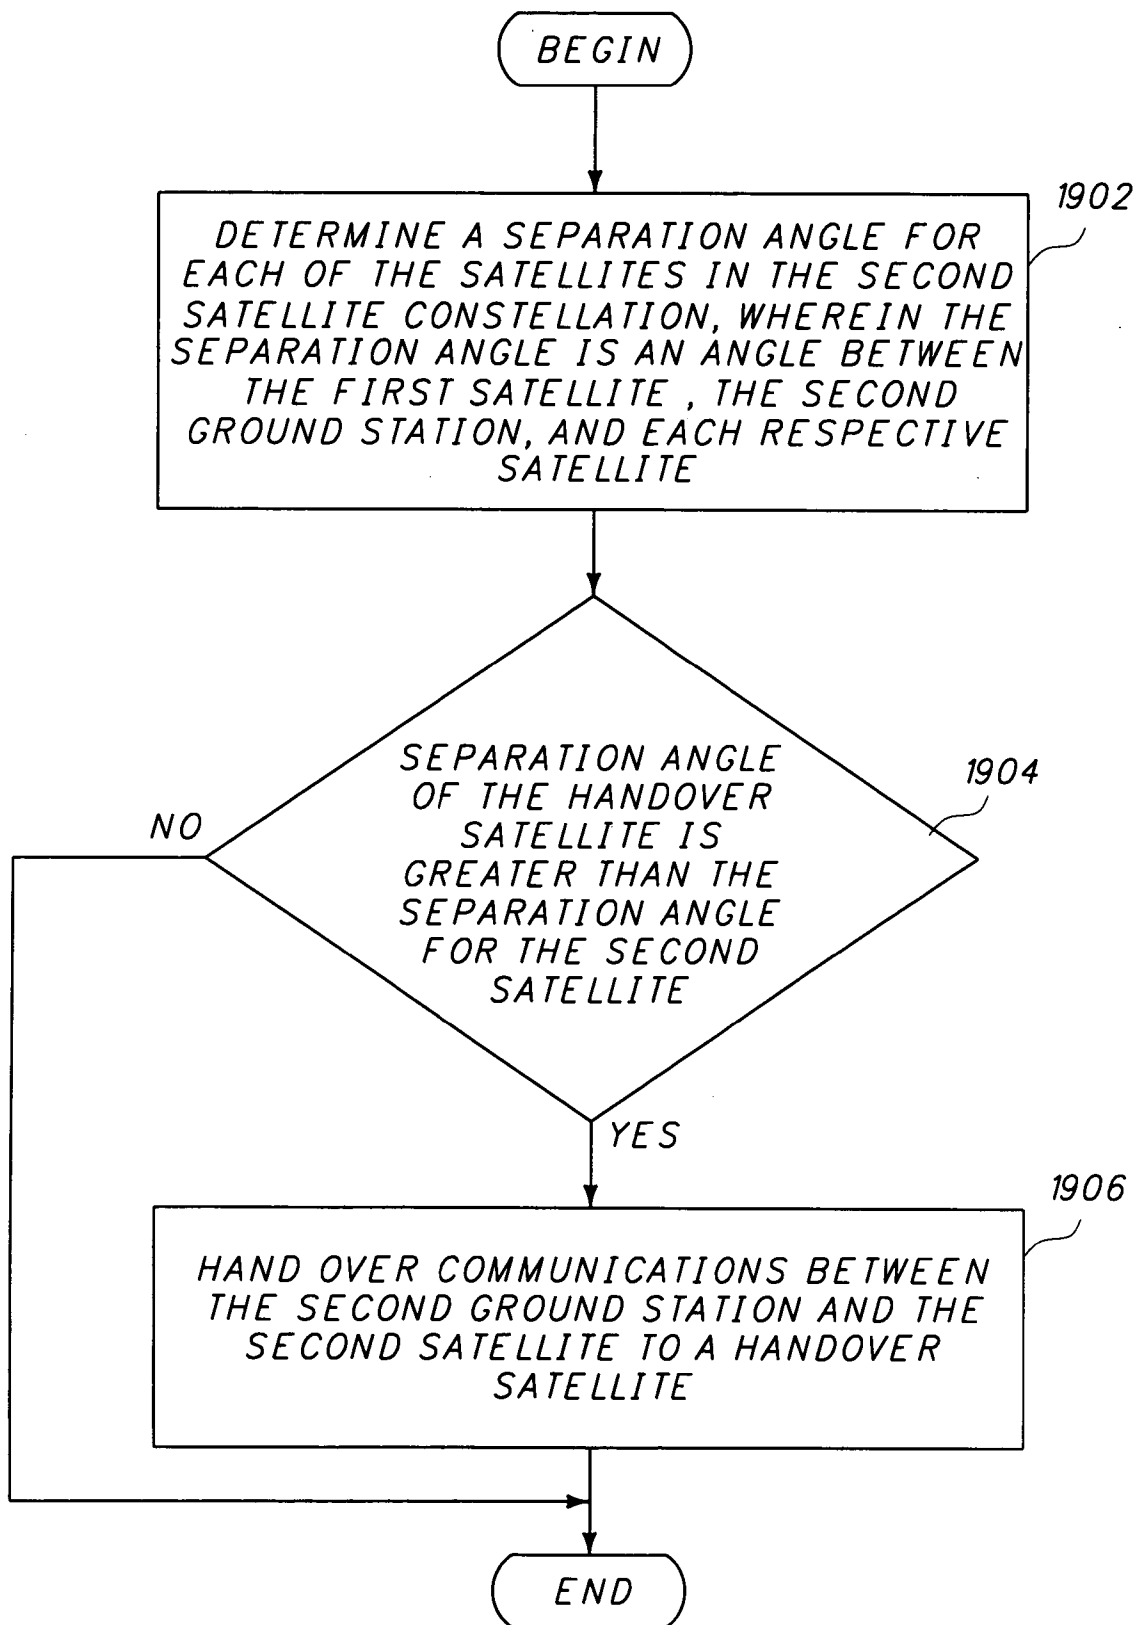 BEGIN
1902
DETERMINE A SEPARATION ANGLE FOR
EACH OF THE SATELLITES IN THE SECOND
SATELLITE CONSTELLATION, WHEREIN THE
SEPARATION ANGLE IS AN ANGLE BETWEEN
THE FIRST SATELLITE , THE SECOND
GROUND STATION, AND EACH RESPECTIVE
SATELLITE
1904
SEPARATION ANGLE
OF THE HANDOVER
SATELLITE IS
GREATER THAN THE
SEPARATION ANGLE
FOR THE SECOND
SATELLITE
NO
YES
1906
HAND OVER COMMUNICATIONS BETWEEN
THE SECOND GROUND STATION AND THE
SECOND SATELLITE TO A HANDOVER
SATELLITE
END